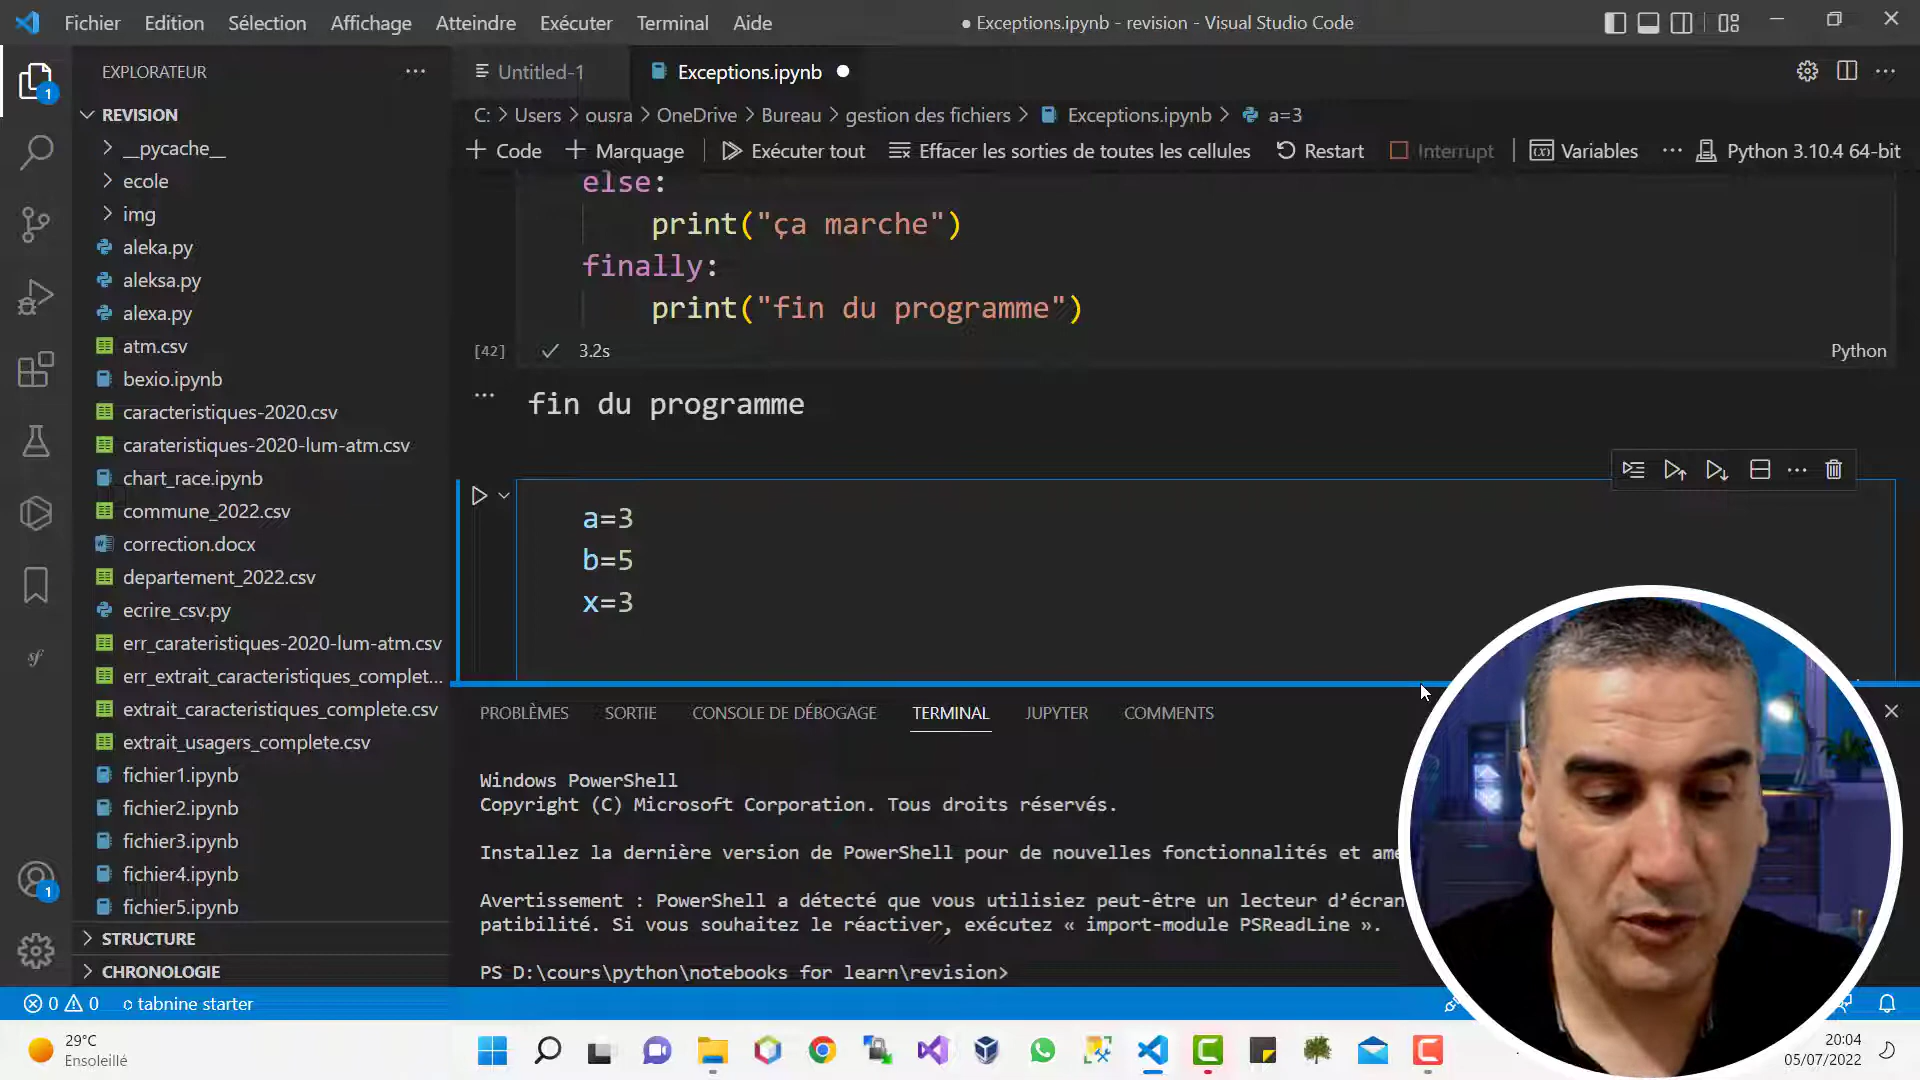 Fichier Edition Sélection Affichage Atteindre Exécuter Terminal Aide
● Exceptions.ipynb - revision - Visual Studio Code
EXPLORATEUR
REVISION
__pycache__
ecole
img
aleka.py
aleksa.py
alexa.py
atm.csv
bexio.ipynb
caracteristiques-2020.csv
carateristiques-2020-lum-atm.csv
chart_race.ipynb
commune_2022.csv
correction.docx
departement_2022.csv
ecrire_csv.py
err_carateristiques-2020-lum-atm.csv
err_extrait_caracteristiques_complet...
extrait_caracteristiques_complete.csv
extrait_usagers_complete.csv
fichier1.ipynb
fichier2.ipynb
fichier3.ipynb
fichier4.ipynb
fichier5.ipynb
STRUCTURE
CHRONOLOGIE
1
1
Untitled-1
Exceptions.ipynb ●
C: > Users > ousra > OneDrive > Bureau > gestion des fichiers > Exceptions.ipynb > a=3
+ Code + Marquage Exécuter tout Effacer les sorties de toutes les cellules Restart Interrupt Variables ... Python 3.10.4 64-bit
else:
print("ça marche")
finally:
print("fin du programme")
[42] ✓ 3.2s Python
... fin du programme
a=3
b=5
x=3
PROBLÈMES SORTIE CONSOLE DE DÉBOGAGE TERMINAL JUPYTER COMMENTS
Windows PowerShell
Copyright (C) Microsoft Corporation. Tous droits réservés.
Installez la dernière version de PowerShell pour de nouvelles fonctionnalités et
Avertissement : PowerShell a détecté que vous utilisiez peut-être un lecteur d’écran
patibilité. Si vous souhaitez le réactiver, exécutez « import-module PSReadLine ».
PS D:\cours\python\notebooks for learn\revision>
0 0 tabnine starter
29°C
Ensoleillé
20:04
05/07/2022